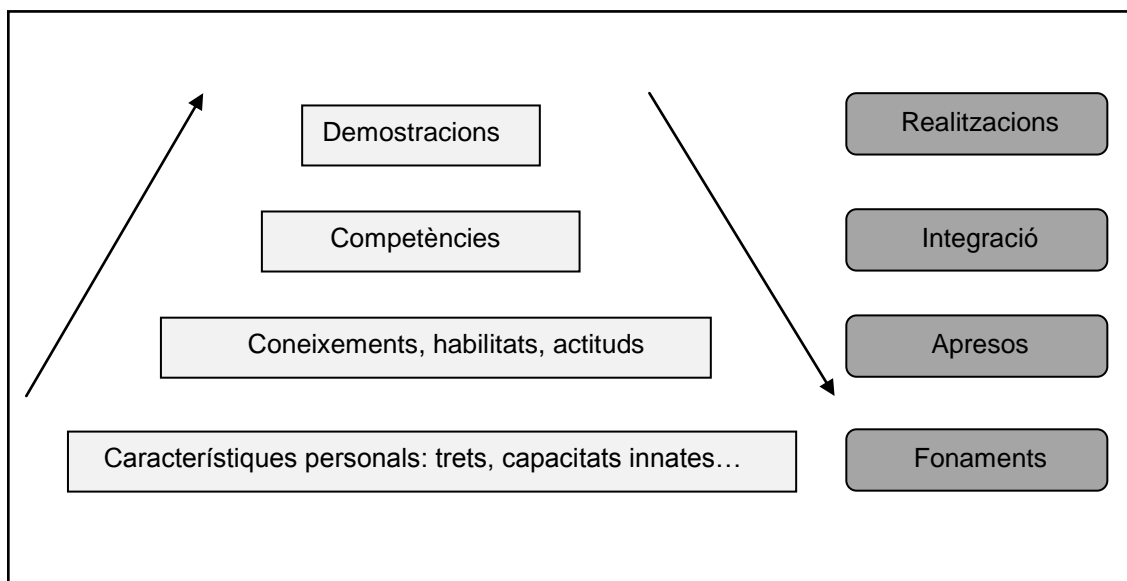 Demostracions
Realitzacions
Competències
Integració
Coneixements, habilitats, actituds
Apresos
Característiques personals: trets, capacitats innates…
Fonaments